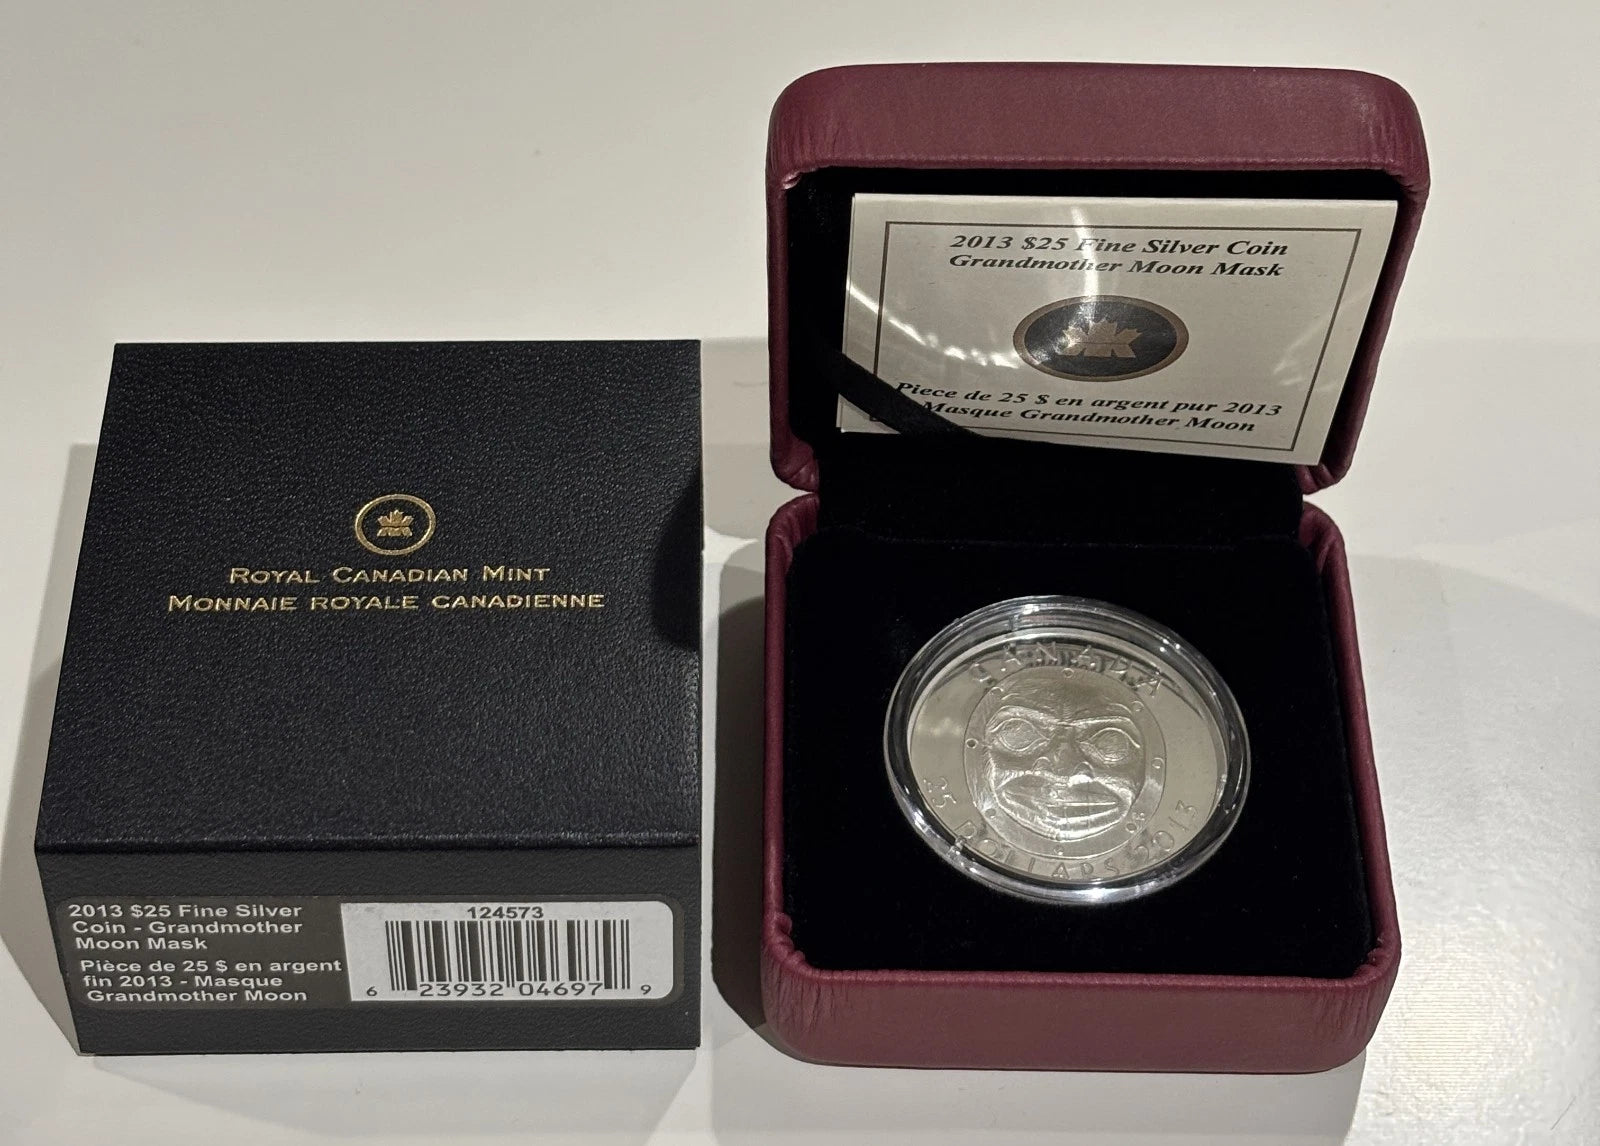 2013 $25 Fine Silver Coin
Grandmother Moon Mask
Piece de 25 $ en argent pur 2013
Masque Grandmother Moon
ROYAL CANADIAN MINT
MONNAIE ROYALE CANADIENNE
CANADA
25 DOLLARS 2013
2013 $25 Fine Silver
Coin - Grandmother
Moon Mask
Pièce de 25 $ en argent
fin 2013 - Masque
Grandmother Moon
124573
6 23932 04697 9